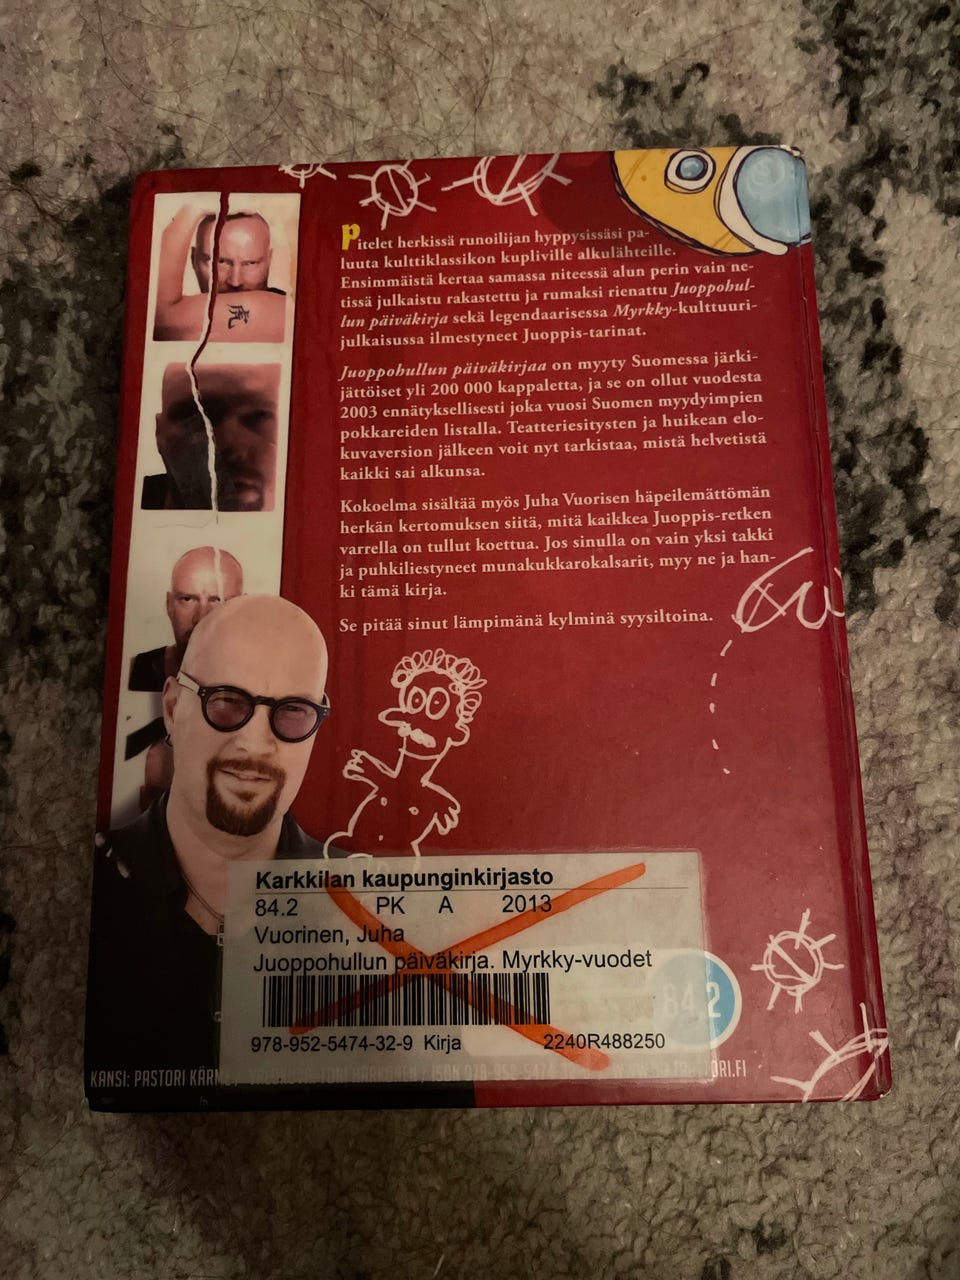 Pitelet herkissä runoilijan hyppysissäsi pa-
luuta kulttiklassikon kupliville alkulähteille.
Ensimmäistä kertaa samassa niteessä alun perin vain ne-
tissä julkaistu rakastettu ja rumaksi rienattu Juoppohul-
lun päiväkirja sekä legendaarisessa Myrkky-kulttuuri-
julkaisussa ilmestyneet Juoppis-tarinat.
Juoppohullun päiväkirjaa on myyty Suomessa järki-
jättöiset yli 200 000 kappaletta, ja se on ollut vuodesta
2003 ennätyksellisesti joka vuosi Suomen myydyimpien
pokkareiden listalla. Teatteriesitysten ja huikean elo-
kuvaversion jälkeen voit nyt tarkistaa, mistä helvetistä
kaikki sai alkunsa.
Kokoelma sisältää myös Juha Vuorisen häpeilemättömän
herkän kertomuksen siitä, mitä kaikkea Juoppis-retken
varrella on tullut koettua. Jos sinulla on vain yksi takki
ja puhkiliestyneet munakukkarokalsarit, myy ne ja han-
ki tämä kirja.
Se pitää sinut lämpimänä kylminä syysiltoina.
Karkkilan kaupunginkirjasto
84.2 PK A 2013
Vuorinen, Juha
Juoppohullun päiväkirja. Myrkky-vuodet
84.2
978-952-5474-32-9 Kirja 2240R488250
KANSI: PASTORI